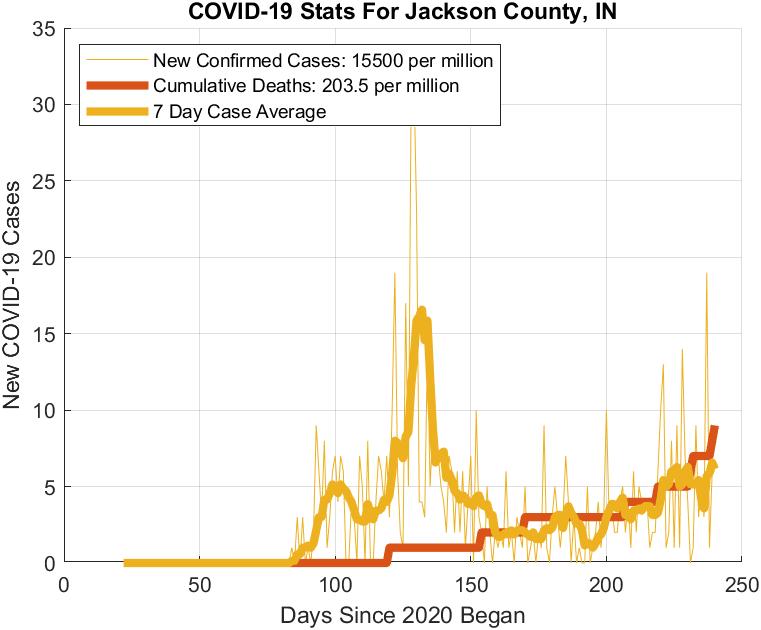 COVID-19 Stats For Jackson County, IN
35
30
25
20
15
10
5
0
New COVID-19 Cases
New Confirmed Cases: 15500 per million
Cumulative Deaths: 203.5 per million
7 Day Case Average
0 50 100 150 200 250
Days Since 2020 Began